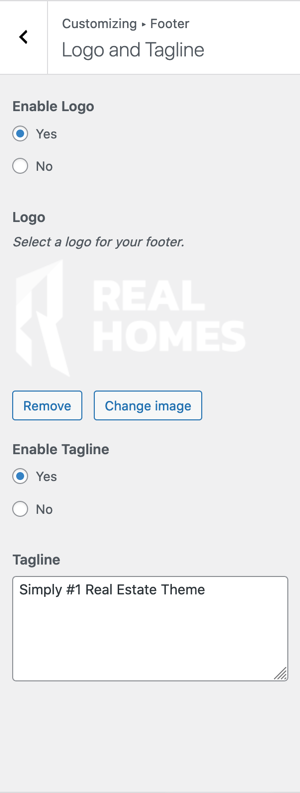 Customizing ▸ Footer
Logo and Tagline
Enable Logo
Yes
No
Logo
Select a logo for your footer.
REAL
HOMES
Remove
Change image
Enable Tagline
Yes
No
Tagline
Simply #1 Real Estate Theme